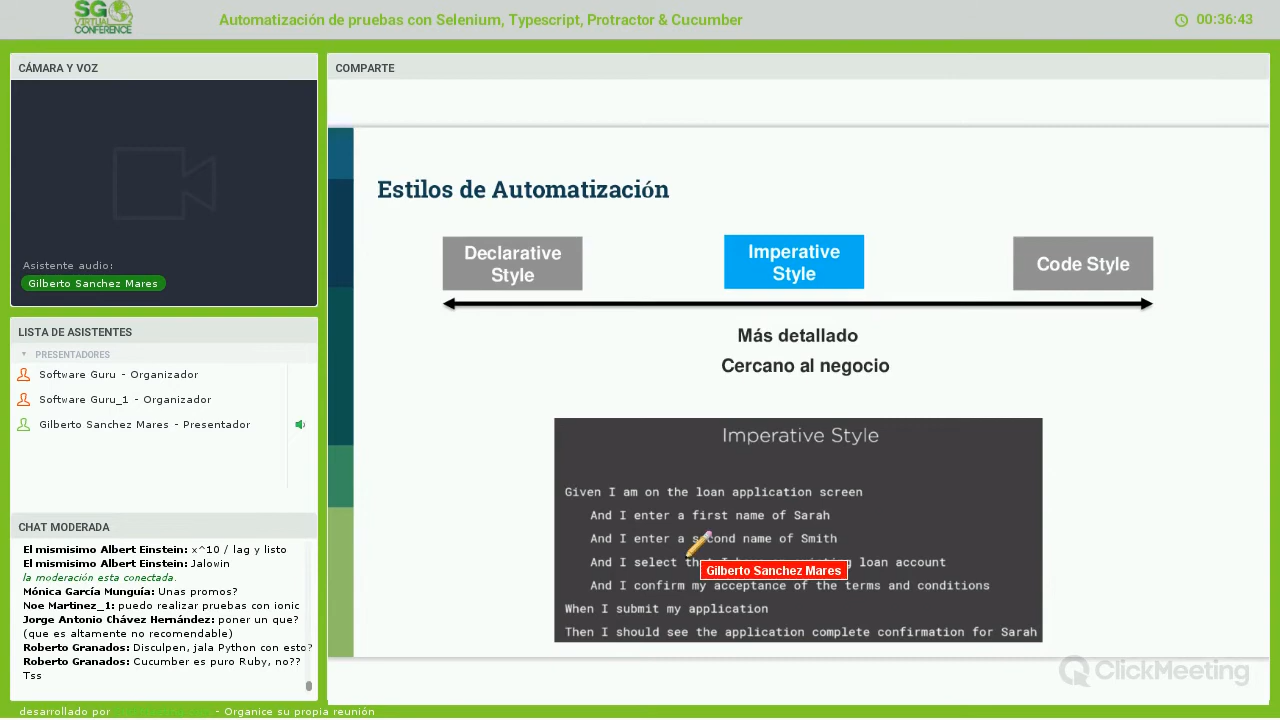 SG
VIRTUAL
CONFERENCE
Automatización de pruebas con Selenium, Typescript, Protractor & Cucumber
00:36:43
CÁMARA Y VOZ
Asistente audio:
Gilberto Sanchez Mares
LISTA DE ASISTENTES
PRESENTADORES
Software Guru - Organizador
Software Guru_1 - Organizador
Gilberto Sanchez Mares - Presentador
CHAT MODERADA
El mismisimo Albert Einstein: x^10 / lag y listo
El mismisimo Albert Einstein: Jalowin
la moderación esta conectada.
Mónica García Munguía: Unas promos?
Noe Martinez_1: puedo realizar pruebas con ionic
Jorge Antonio Chávez Hernández: poner un que?
(que es altamente no recomendable)
Roberto Granados: Disculpen, jala Python con esto?
Roberto Granados: Cucumber es puro Ruby, no??
Tss
desarrollado por - Organice su propia reunión
COMPARTE
Estilos de Automatización
Declarative
Style
Imperative
Style
Code Style
Más detallado
Cercano al negocio
Imperative Style
Given I am on the loan application screen
And I enter a first name of Sarah
And I enter a second name of Smith
And I select that loan account
Gilberto Sanchez Mares
And I confirm my acceptance of the terms and conditions
When I submit my application
Then I should see the application complete confirmation for Sarah
ClickMeeting